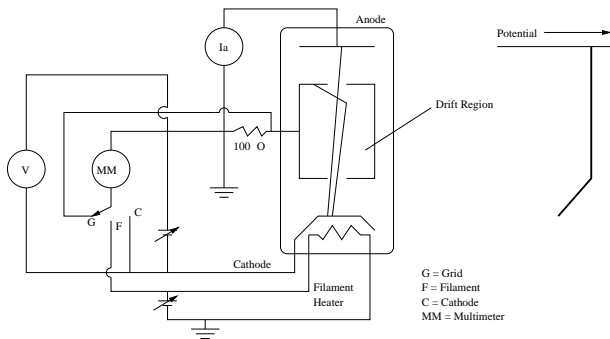 Anode
Potential
Ia
Drift Region
100 O
V
MM
C
G
F
Cathode
Filament
Heater
G = Grid
F = Filament
C = Cathode
MM = Multimeter